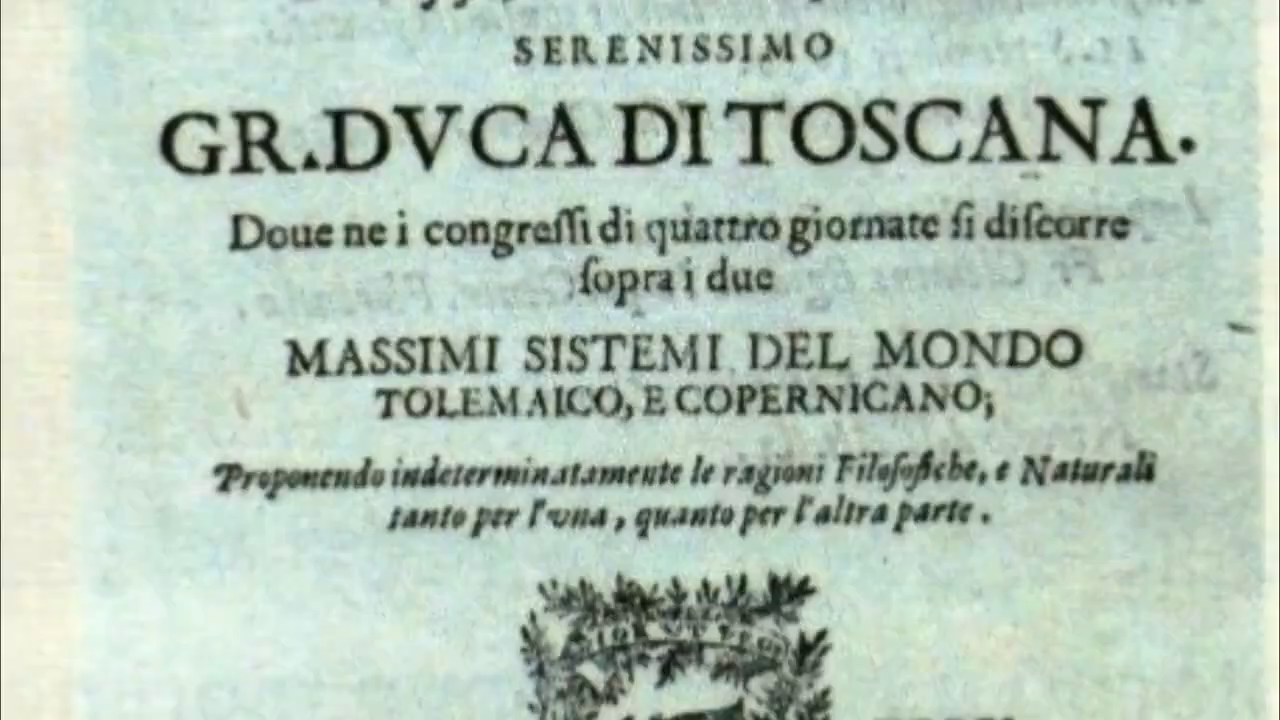 SERENISSIMO
GR.DVCA DI TOSCANA.
Doue ne i congreſſi di quattro giornate ſi diſcorre
ſopra i due
MASSIMI SISTEMI DEL MONDO
TOLEMAICO, E COPERNICANO;
Proponendo indeterminatamente le ragioni Filoſofiche, e Naturali
tanto per l'vna, quanto per l'altra parte.